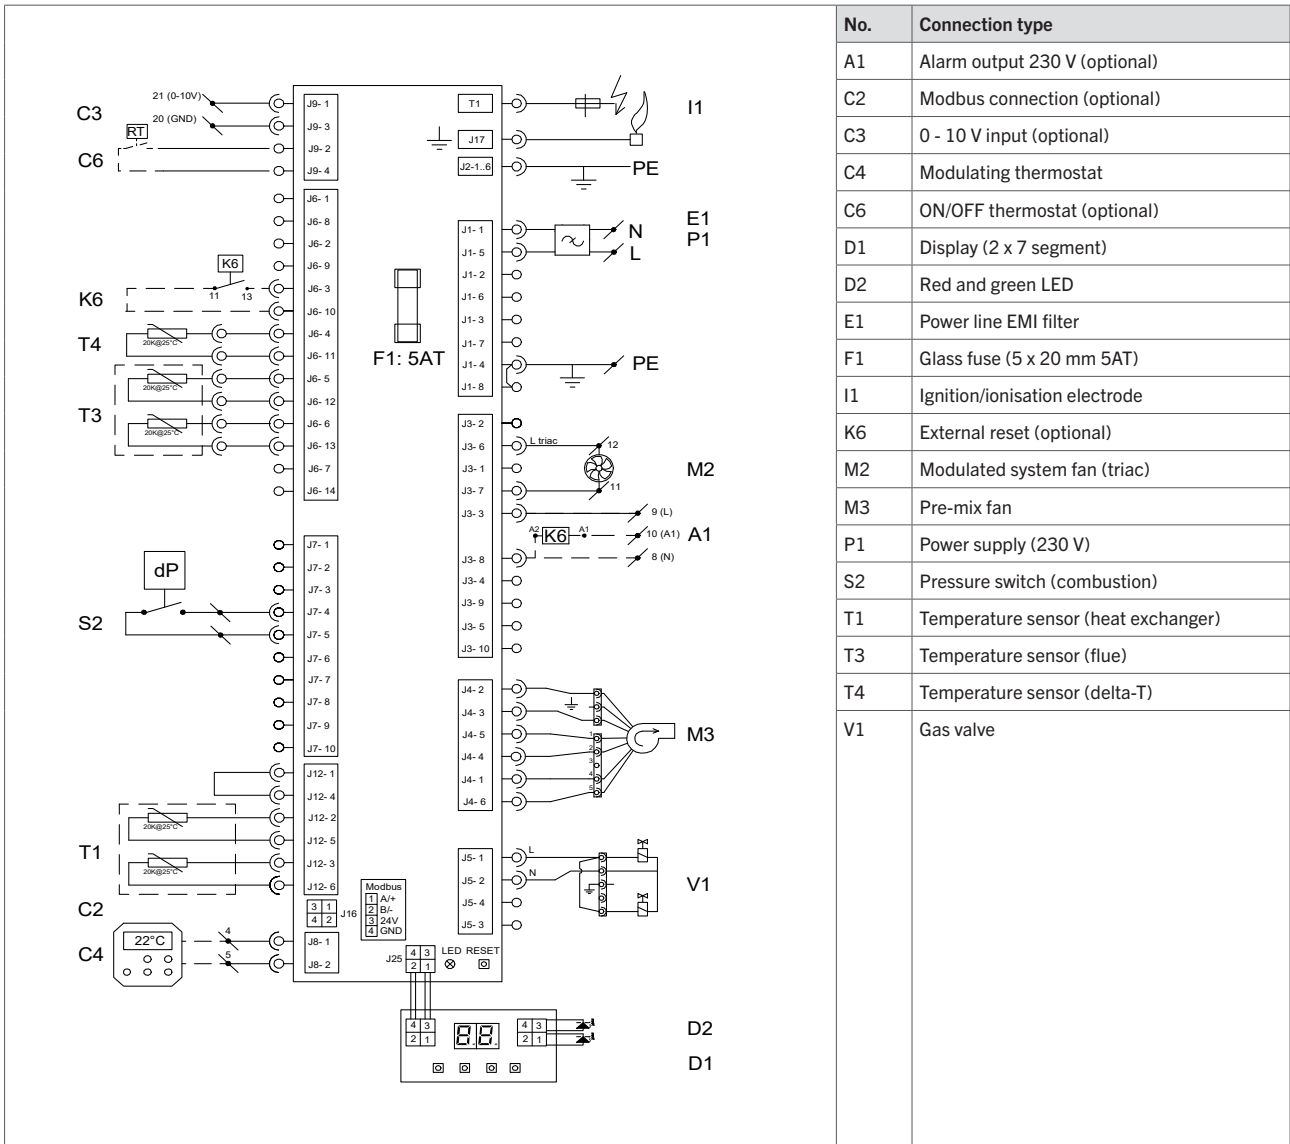 C3
21 (0-10V)
20 (GND)
RT
C6
K6
K6
11 13
T4
20K@25°C
T3
20K@25°C
20K@25°C
S2
dP
T1
20K@25°C
20K@25°C
C2
C4
22°C
4
5
J9- 1
J9- 3
J9- 2
J9- 4
J6- 1
J6- 8
J6- 2
J6- 9
J6- 3
J6- 10
J6- 4
J6- 11
J6- 5
J6- 12
J6- 6
J6- 13
J6- 7
J6- 14
J7- 1
J7- 2
J7- 3
J7- 4
J7- 5
J7- 6
J7- 7
J7- 8
J7- 9
J7- 10
J12- 1
J12- 4
J12- 2
J12- 5
J12- 3
J12- 6
3 1
4 2
J16
Modbus
1 A/+
2 B/-
3 24V
4 GND
J8- 1
J8- 2
F1: 5AT
J25
4 3
2 1
LED RESET
T1
J17
J2-1..6
J1- 1
J1- 5
J1- 2
J1- 6
J1- 3
J1- 7
J1- 4
J1- 8
J3- 2
J3- 6
J3- 1
J3- 7
J3- 3
J3- 8
J3- 4
J3- 9
J3- 5
J3- 10
J4- 2
J4- 3
J4- 5
J4- 4
J4- 1
J4- 6
J5- 1
J5- 2
J5- 4
J5- 3
I1
PE
E1
P1
N
L
PE
L triac
12
11
M2
9 (L)
A2 K6 A1
10 (A1)
A1
8 (N)
1
2
3
4
5
M3
L
N
V1
4 3
2 1
88
4 3
2 1
D2
D1
No. Connection type
A1 Alarm output 230 V (optional)
C2 Modbus connection (optional)
C3 0 - 10 V input (optional)
C4 Modulating thermostat
C6 ON/OFF thermostat (optional)
D1 Display (2 x 7 segment)
D2 Red and green LED
E1 Power line EMI filter
F1 Glass fuse (5 x 20 mm 5AT)
I1 Ignition/ionisation electrode
K6 External reset (optional)
M2 Modulated system fan (triac)
M3 Pre-mix fan
P1 Power supply (230 V)
S2 Pressure switch (combustion)
T1 Temperature sensor (heat exchanger)
T3 Temperature sensor (flue)
T4 Temperature sensor (delta-T)
V1 Gas valve